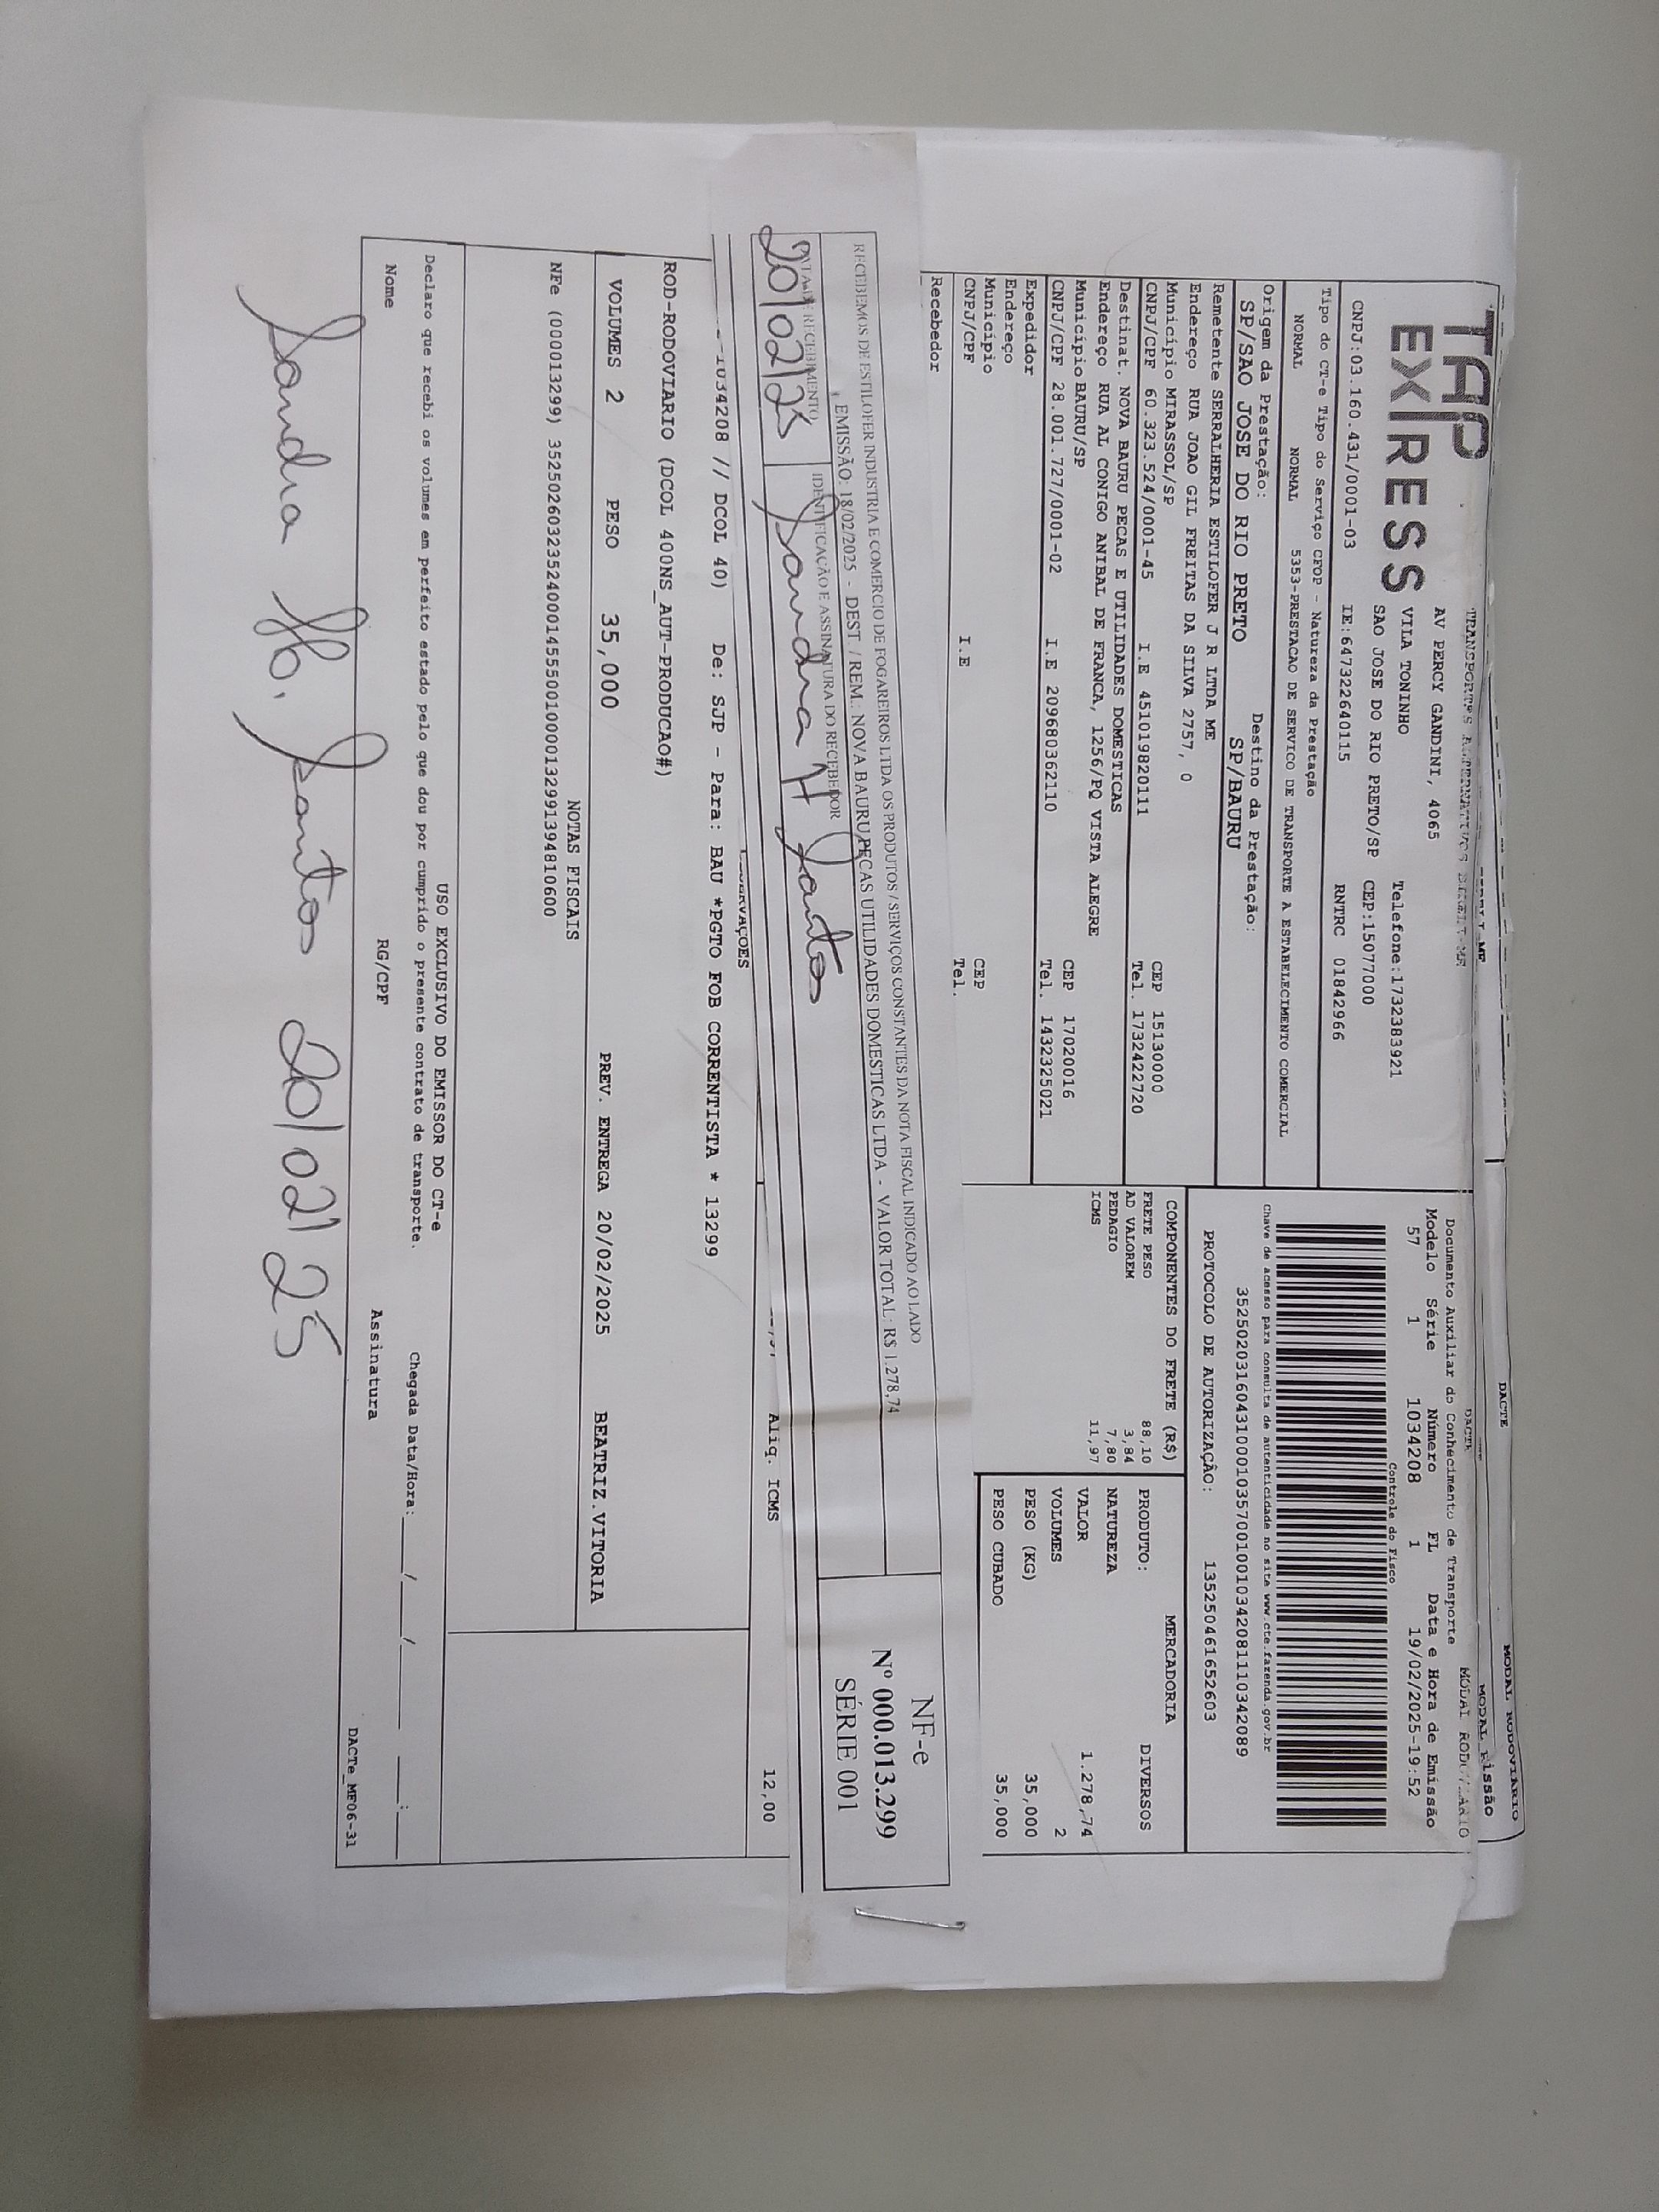 DACTE
MODAL RODOVIARIO
TAP
EXPRESS
AV PERCY GANDINI, 4065
VILA TONINHO
SAO JOSE DO RIO PRETO/SP
Telefone:1732383921
CEP:15077000
CNPJ:03.160.431/0001-03
IE:647322640115
RNTRC 01842966
Documento Auxiliar do Conhecimento de Transporte
Modelo Série Número FL Data e Hora de Emissão
57 1 1034208 1 19/02/2025-19:52
Controle do Fisco
Tipo do CT-e Tipo do Serviço CFOP - Natureza da Prestação
NORMAL NORMAL 5353-PRESTACAO DE SERVICO DE TRANSPORTE A ESTABELECIMENTO COMERCIAL
Chave de acesso para consulta de autenticidade no site www.cte.fazenda.gov.br
35250203160431000103570010010342081110342089
Origem da Prestação: Destino da Prestação:
SP/SAO JOSE DO RIO PRETO SP/BAURU
PROTOCOLO DE AUTORIZAÇÃO: 135250461652603
Remetente SERRALHERIA ESTILOFER J R LTDA ME
Endereço RUA JOAO GIL FREITAS DA SILVA 2757, 0
Município MIRASSOL/SP CEP 15130000
CNPJ/CPF 60.323.524/0001-45 I.E 451019820111 Tel. 1732422720
Destinat. NOVA BAURU PECAS E UTILIDADES DOMESTICAS
Endereço RUA AL CONIGO ANIBAL DE FRANCA, 1256/PQ VISTA ALEGRE
Município BAURU/SP CEP 17020016
CNPJ/CPF 28.001.727/0001-02 I.E 209680362110 Tel. 1432325021
Expedidor
Endereço
Município CEP
CNPJ/CPF I.E Tel.
Recebedor
COMPONENTES DO FRETE (R$)
FRETE PESO 88,10
AD VALOREM 3,84
PEDAGIO 7,80
ICMS 11,97
MERCADORIA
PRODUTO: DIVERSOS
NATUREZA
VALOR 1.278,74
VOLUMES 2
PESO (KG) 35,000
PESO CUBADO 35,000
RECEBEMOS DE ESTILOFER INDUSTRIA E COMERCIO DE FOGAREIROS LTDA OS PRODUTOS / SERVIÇOS CONSTANTES DA NOTA FISCAL INDICADO AO LADO
EMISSÃO: 18/02/2025 - DEST. / REM.: NOVA BAURU PECAS UTILIDADES DOMESTICAS LTDA - VALOR TOTAL: R$ 1.278,74
DATA DE RECEBIMENTO IDENTIFICAÇÃO E ASSINATURA DO RECEBEDOR
20/02/25 Sandra H Santos
NF-e
Nº 000.013.299
SÉRIE 001
Aliq. ICMS 12,00
1034208 // DCOL 40) De: SJP - Para: BAU *PGTO FOB CORRENTISTA * 13299
ROD-RODOVIARIO (DCOL 400NS_AUT-PRODUCAO#)
VOLUMES 2 PESO 35,000 PREV. ENTREGA 20/02/2025 BEATRIZ.VITORIA
NOTAS FISCAIS
NFe (000013299) 35250260323524000145550010000132991394810600
USO EXCLUSIVO DO EMISSOR DO CT-e
Declaro que recebi os volumes em perfeito estado pelo que dou por cumprido o presente contrato de transporte. Chegada Data/Hora:___/___/_____ ___:___
Nome RG/CPF Assinatura
DACTe_MF06-31
Sandra H. Santos 20/02/25